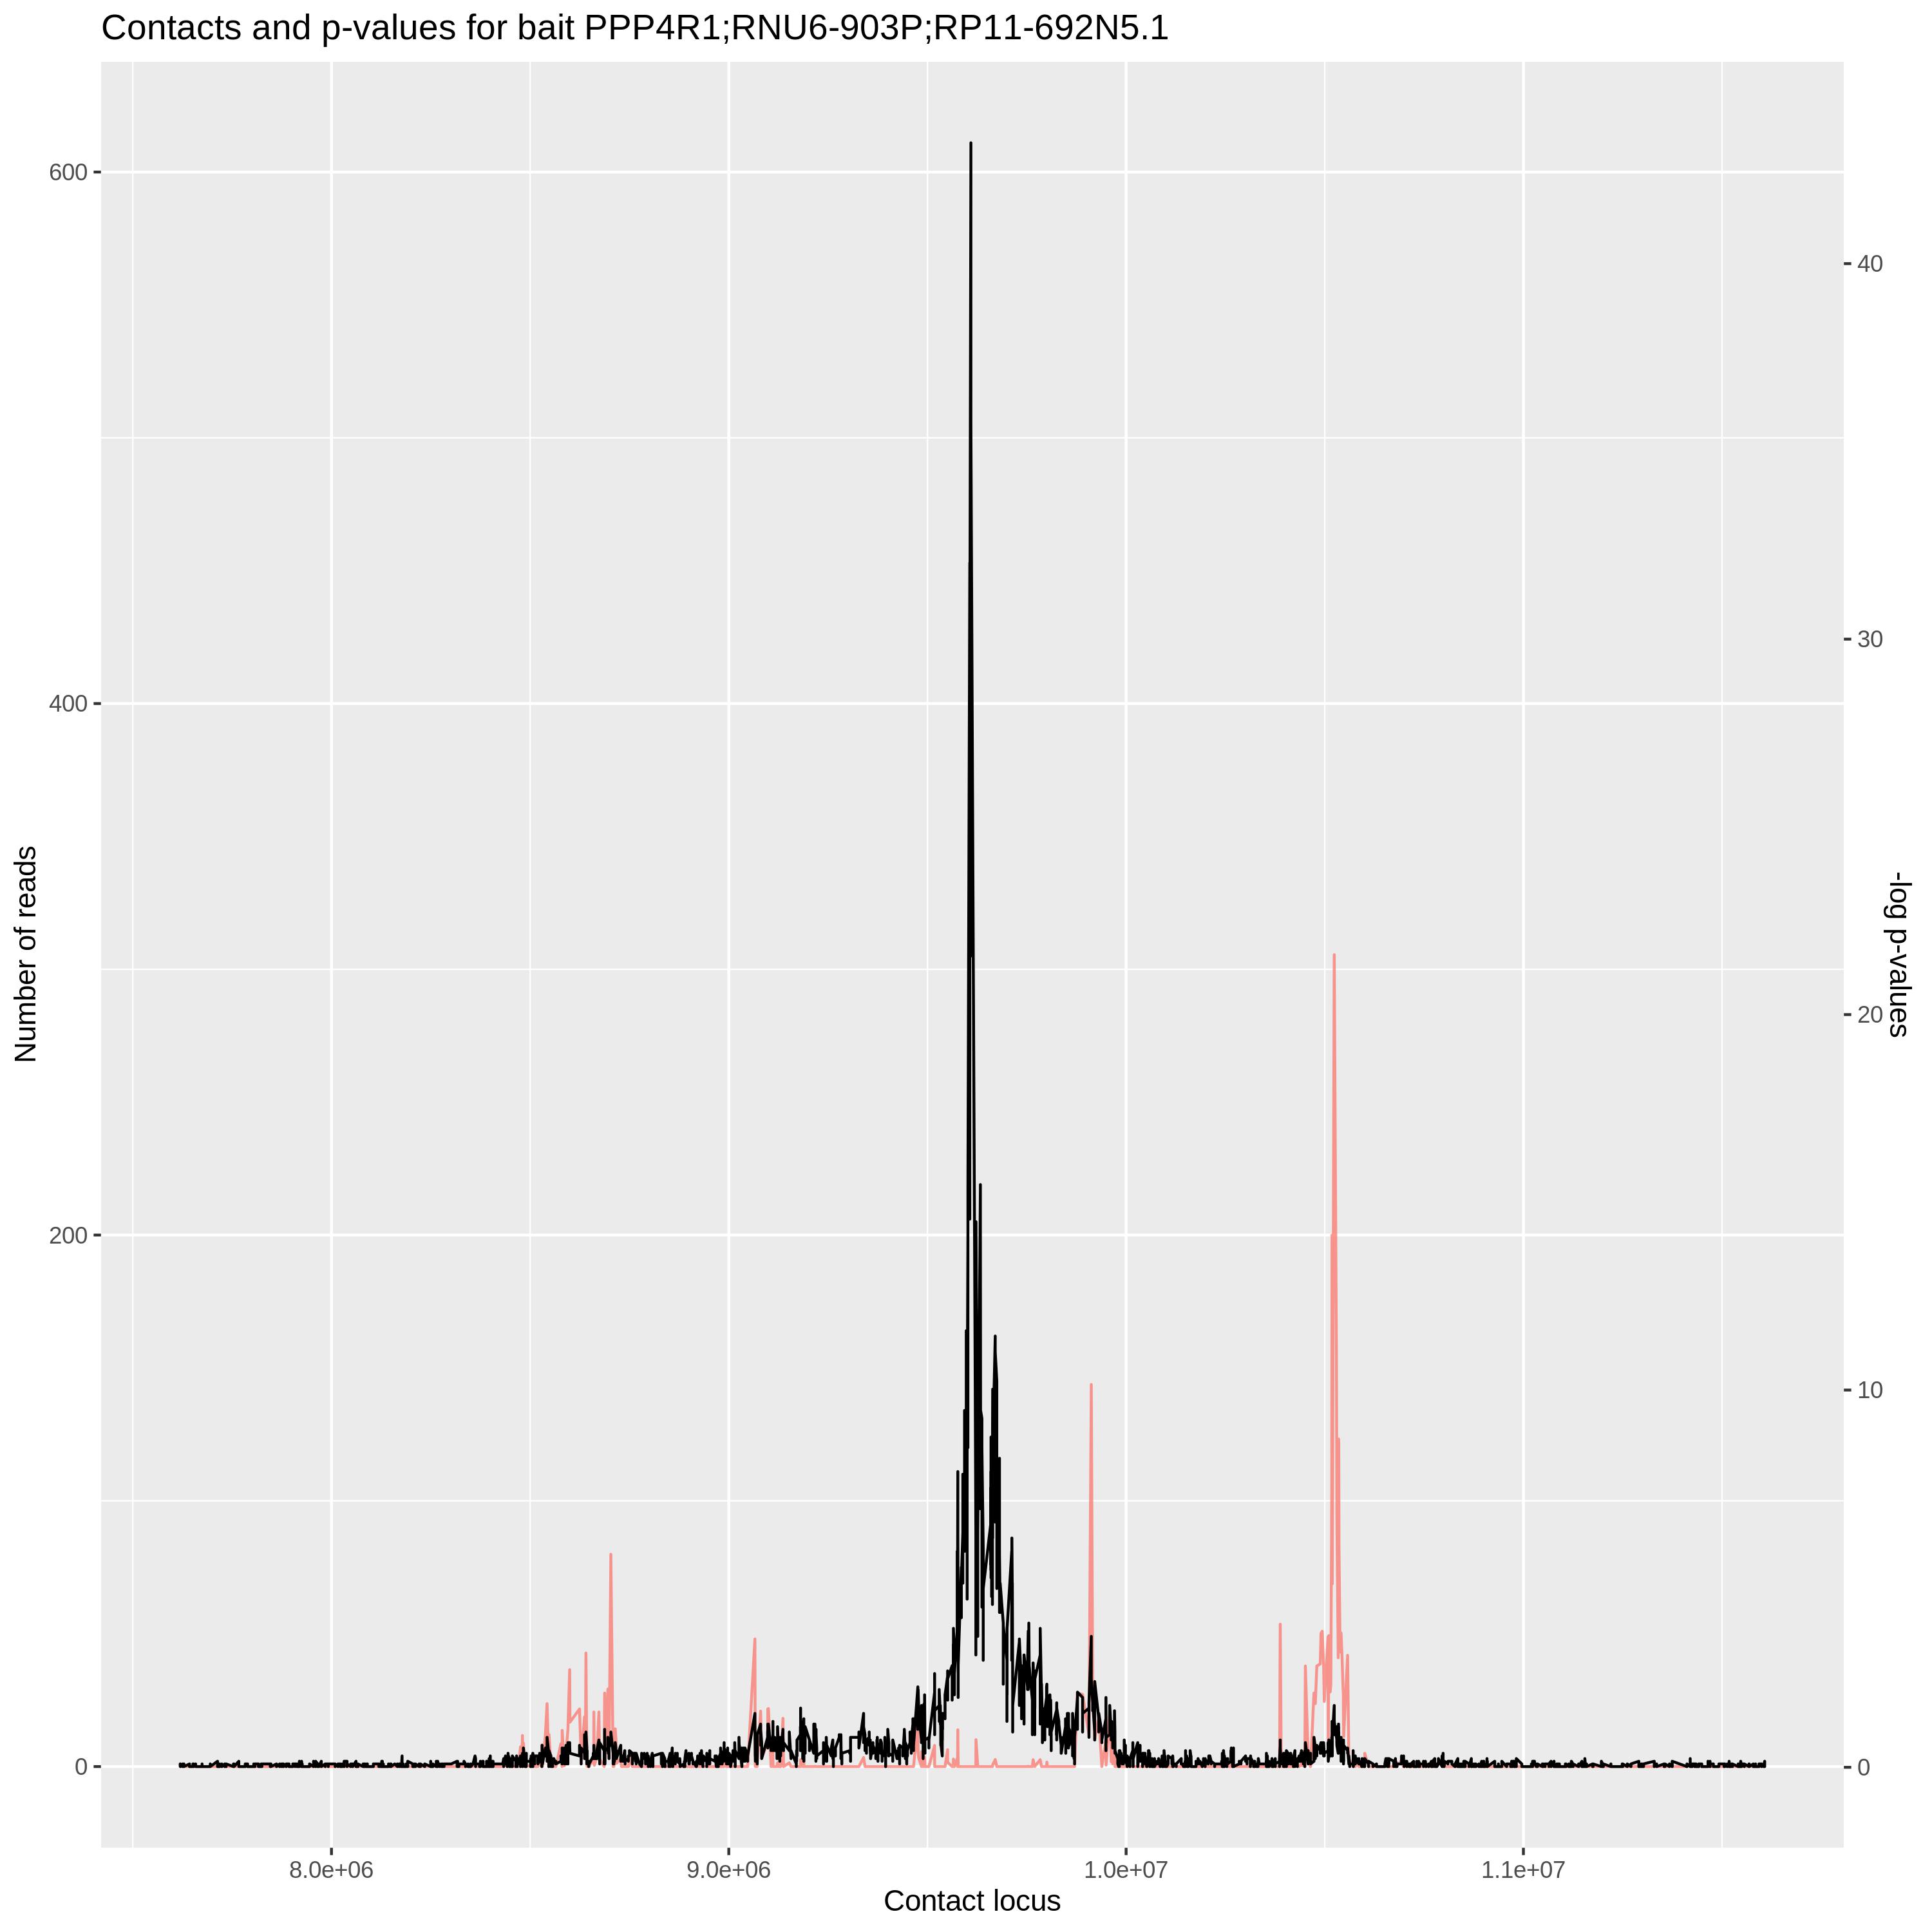 Contacts and p-values for bait PPP4R1;RNU6-903P;RP11-692N5.1
600
400
200
0
Number of reads
40
30
20
10
0
-log p-values
8.0e+06
9.0e+06
1.0e+07
1.1e+07
Contact locus